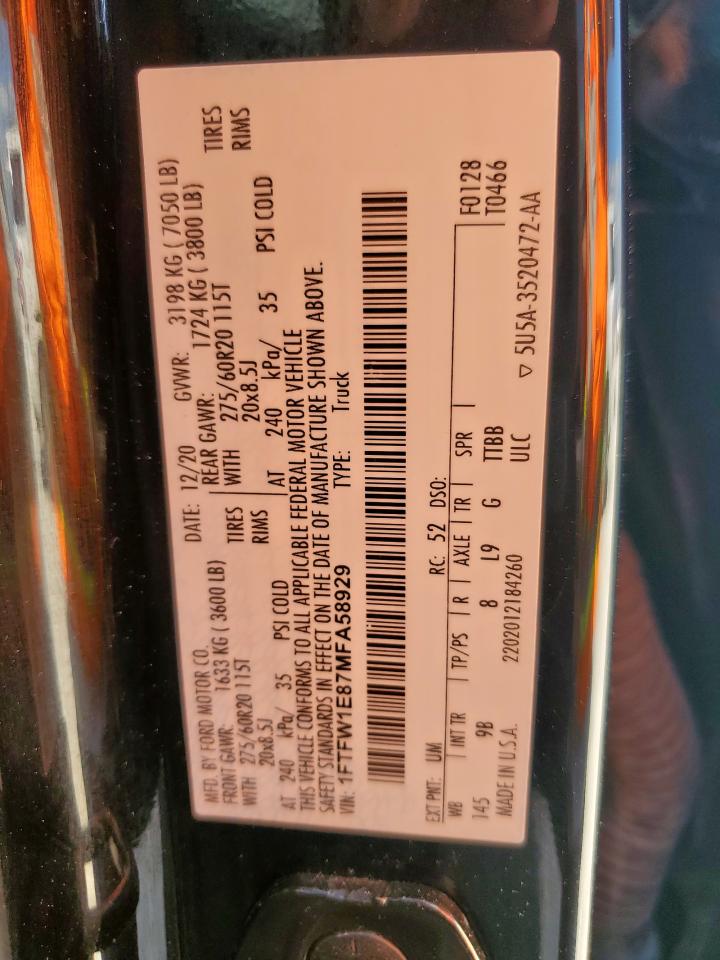 MFD. BY FORD MOTOR CO. DATE: 12/20 GVWR: 3198 KG ( 7050 LB)
FRONT GAWR: 1633 KG ( 3600 LB) REAR GAWR: 1724 KG ( 3800 LB)
WITH 275/60R20 115T TIRES WITH 275/60R20 115T TIRES
20x8.5J RIMS 20x8.5J RIMS
AT 240 kPa/ 35 PSI COLD AT 240 kPa/ 35 PSI COLD
THIS VEHICLE CONFORMS TO ALL APPLICABLE FEDERAL MOTOR VEHICLE
SAFETY STANDARDS IN EFFECT ON THE DATE OF MANUFACTURE SHOWN ABOVE.
VIN: 1FTFW1E87MFA58929 TYPE: Truck
EXT PNT: UM RC: 52 DSO:
WB INT TR TP/PS R AXLE TR SPR F0128
145 9B 8 L9 G TTBB T0466
MADE IN U.S.A. 2202012184260 ULC
▽ 5U5A-3520472-AA